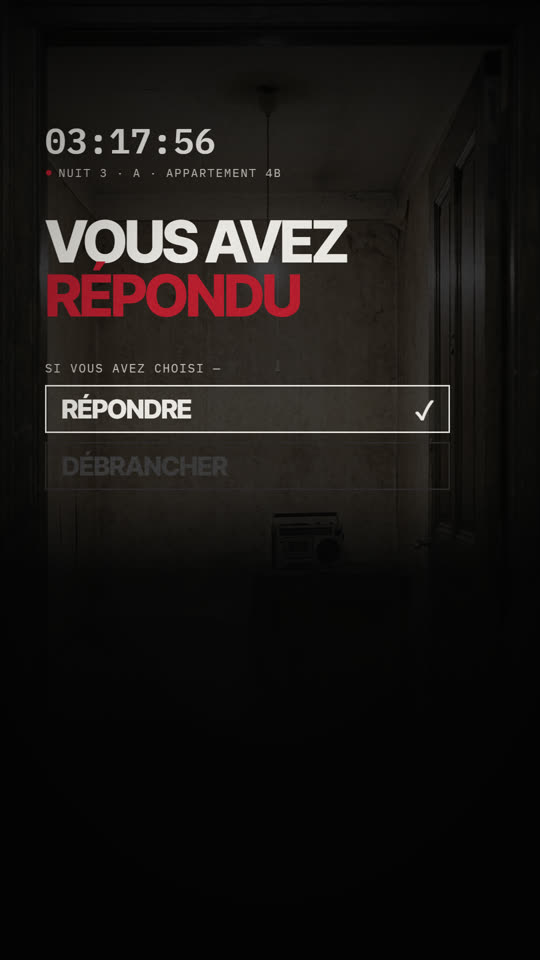 03:17:56
NUIT 3 · A · APPARTEMENT 4B
VOUS AVEZ
RÉPONDU
SI VOUS AVEZ CHOISI —
RÉPONDRE ✓
DÉBRANCHER